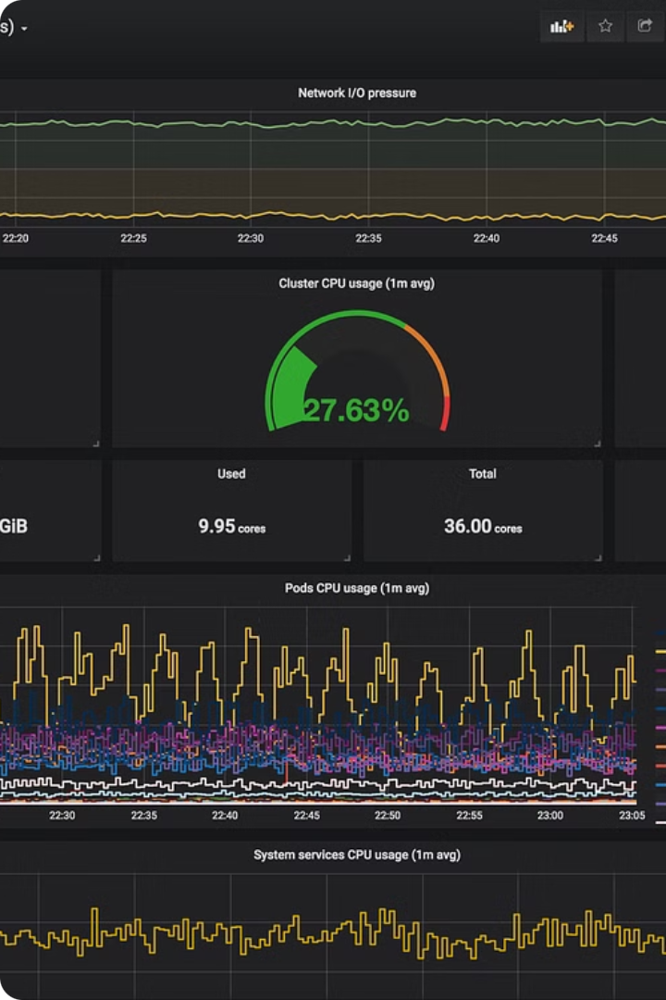 s)
Network I/O pressure
22:20 22:25 22:30 22:35 22:40 22:45
Cluster CPU usage (1m avg)
27.63%
Used
Total
GiB
9.95 cores
36.00 cores
Pods CPU usage (1m avg)
22:30 22:35 22:40 22:45 22:50 22:55 23:00 23:05
System services CPU usage (1m avg)